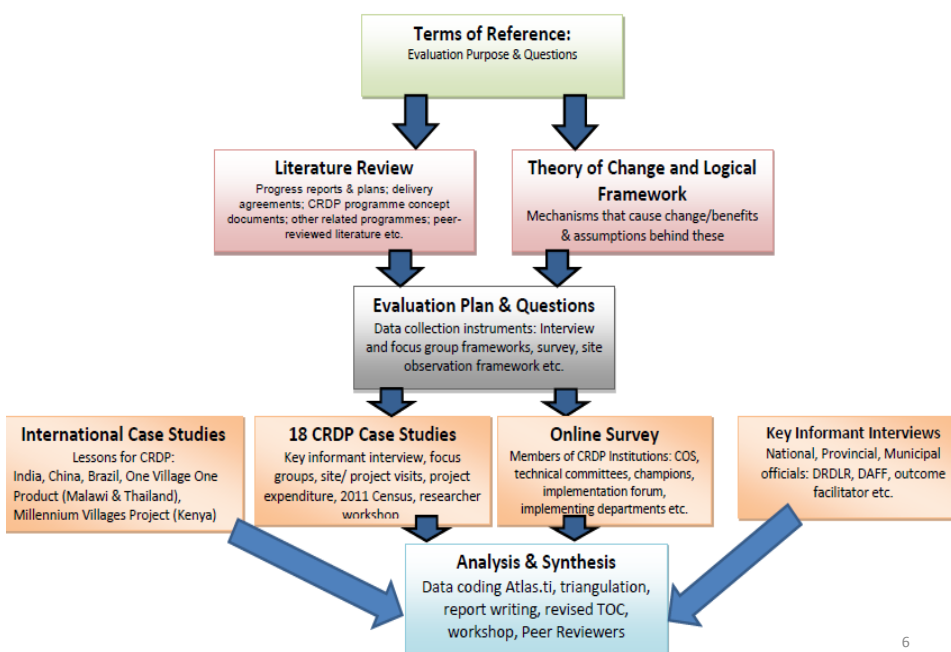 Terms of Reference:
Evaluation Purpose & Questions
Literature Review
Progress reports & plans; delivery
agreements; CRDP programme concept
documents; other related programmes; peer-
reviewed literature etc.
Theory of Change and Logical
Framework
Mechanisms that cause change/benefits
& assumptions behind these
Evaluation Plan & Questions
Data collection instruments: Interview
and focus group frameworks, survey, site
observation framework etc.
International Case Studies
Lessons for CRDP:
India, China, Brazil, One Village One
Product (Malawi & Thailand),
Millennium Villages Project (Kenya)
18 CRDP Case Studies
Key informant interview, focus
groups, site/ project visits, project
expenditure, 2011 Census, researcher
workshop
Online Survey
Members of CRDP Institutions: COS,
technical committees, champions,
implementation forum,
implementing departments etc.
Key Informant Interviews
National, Provincial, Municipal
officials: DRDLR, DAFF, outcome
facilitator etc.
Analysis & Synthesis
Data coding Atlas.ti, triangulation,
report writing, revised TOC,
workshop, Peer Reviewers
6